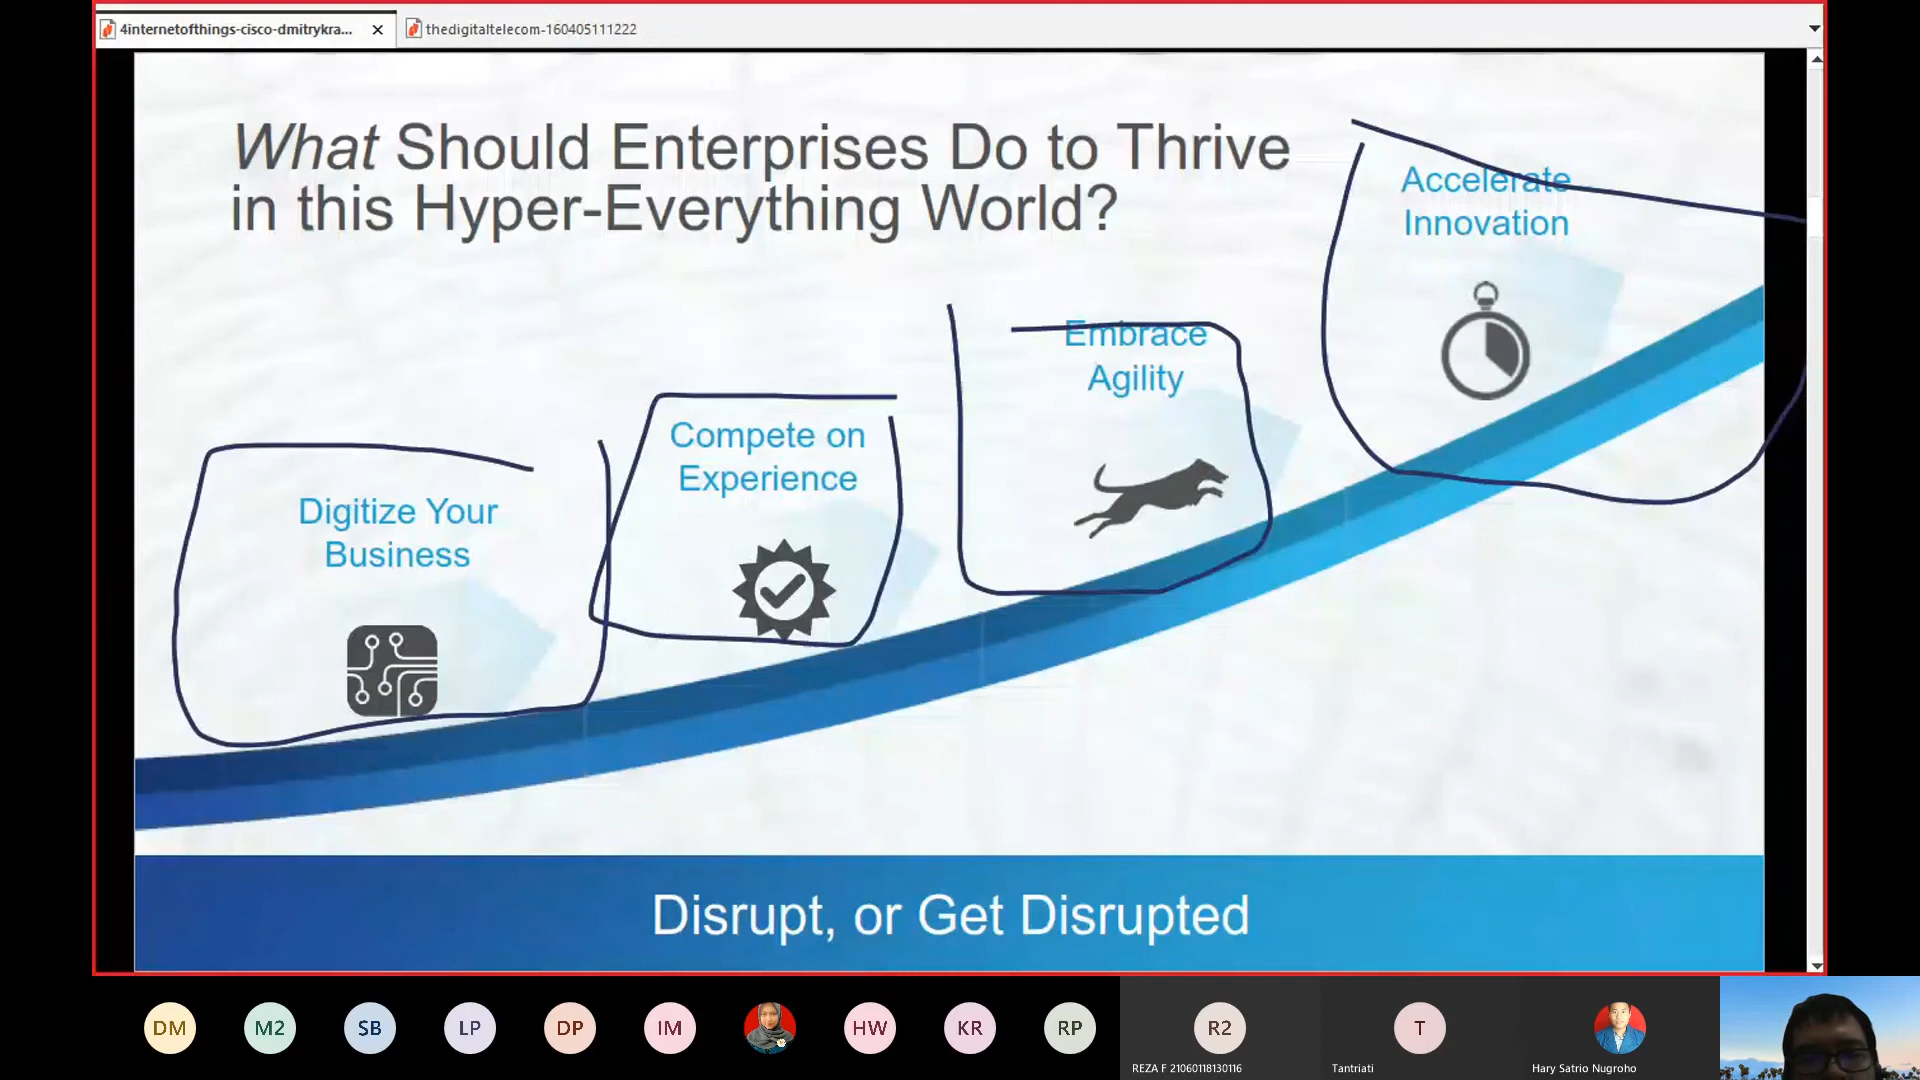 4internetofthings-cisco-dmitrykra...
thedigitaltelecom-160405111222
What Should Enterprises Do to Thrive
in this Hyper-Everything World?
Accelerate
Innovation
Embrace
Agility
Compete on
Experience
Digitize Your
Business
Disrupt, or Get Disrupted
DM
M2
SB
LP
DP
IM
HW
KR
RP
R2
T
REZA F 21060118130116
Tantriati
Hary Satrio Nugroho